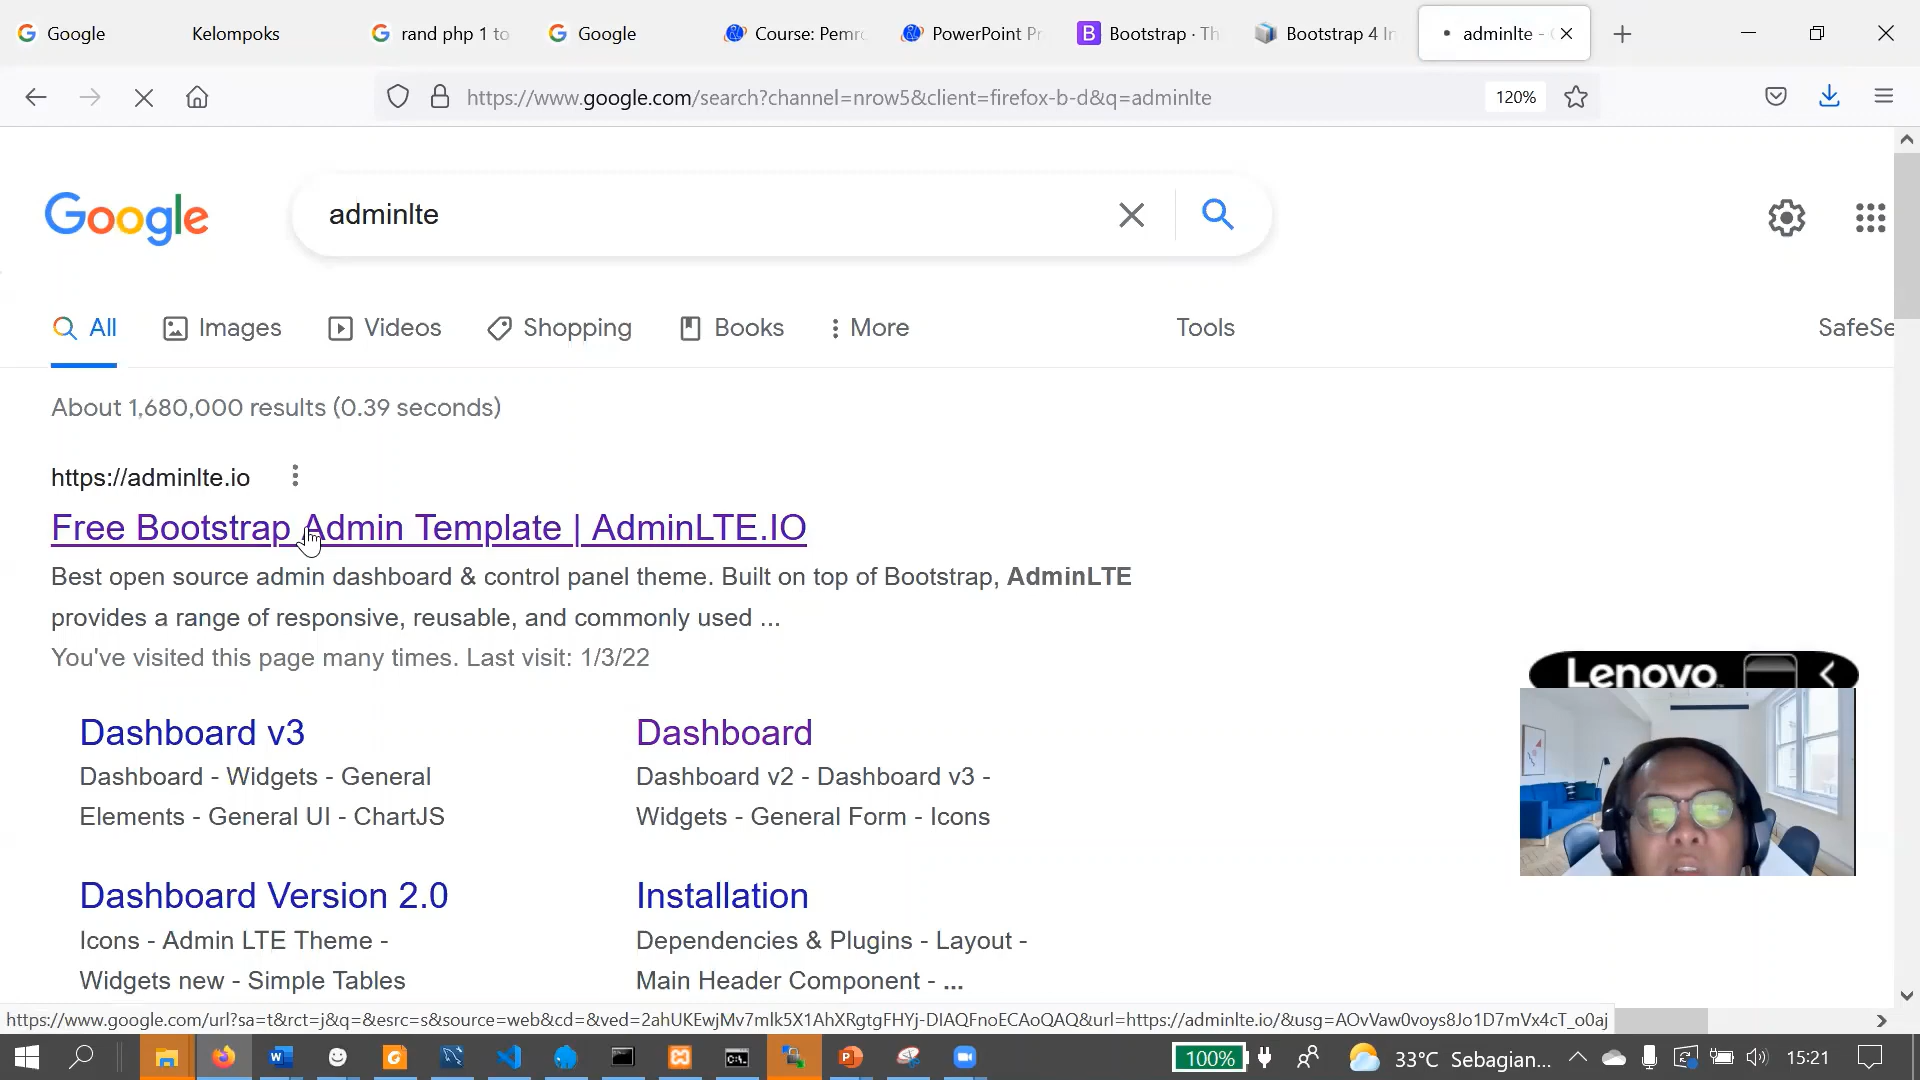 Google
Kelompoks
rand php 1 to
Google
Course: Pemro
PowerPoint Pr
Bootstrap · Th
Bootstrap 4 In
adminlte -
https://www.google.com/search?channel=nrow5&client=firefox-b-d&q=adminlte
120%
Google
adminlte
All
Images
Videos
Shopping
Books
More
Tools
SafeSe
About 1,680,000 results (0.39 seconds)
https://adminlte.io
Free Bootstrap Admin Template | AdminLTE.IO
Best open source admin dashboard & control panel theme. Built on top of Bootstrap, AdminLTE
provides a range of responsive, reusable, and commonly used ...
You've visited this page many times. Last visit: 1/3/22
Lenovo
Dashboard v3
Dashboard - Widgets - General
Elements - General UI - ChartJS
Dashboard
Dashboard v2 - Dashboard v3 -
Widgets - General Form - Icons
Dashboard Version 2.0
Icons - Admin LTE Theme -
Widgets new - Simple Tables
Installation
Dependencies & Plugins - Layout -
Main Header Component - ...
https://www.google.com/url?sa=t&rct=j&q=&esrc=s&source=web&cd=&ved=2ahUKEwjMv7mlk5X1AhXRgtgFHYj-DIAQFnoECAoQAQ&url=https://adminlte.io/&usg=AOvVaw0voys8Jo1D7mVx4cT_o0aj
100%
33°C Sebagian...
15:21